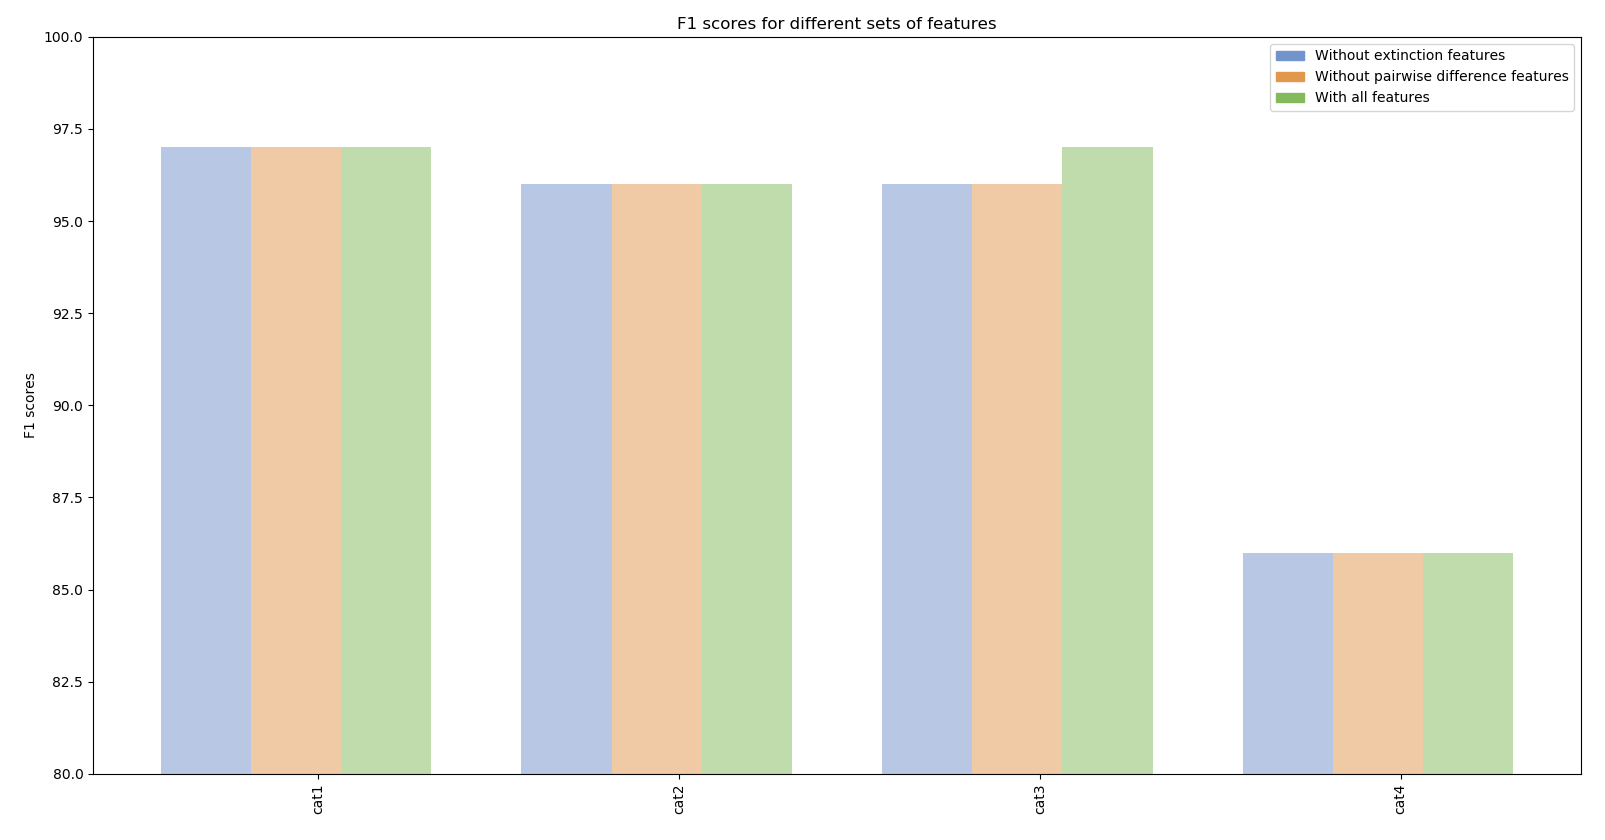 F1 scores for different sets of features
100.0
97.5
95.0
92.5
90.0
87.5
85.0
82.5
80.0
F1 scores
Without extinction features
Without pairwise difference features
With all features
cat1
cat2
cat3
cat4